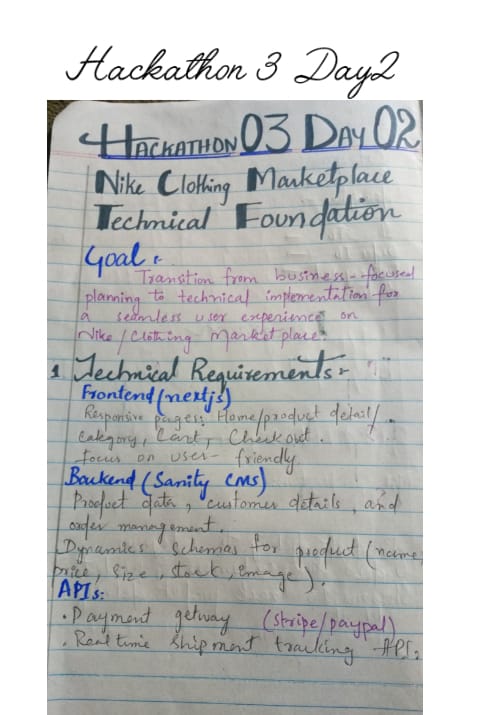 Hackathon 3 Day2
HACKATHON 03 DAY 02
Nike Clothing Marketplace
Technical Foundation
Goal :-
Transition from business-focused
planning to technical implementation for
a seamless user experience on
Nike/Clothing Market place.
1 Technical Requirements:-
Frontend (nextjs)
Responsive pages: Home/product detail/
category, Cart, Checkout.
focus on user-friendly
Backend (Sanity CMS)
Product data, customer details, and
order management.
Dynamics schemas for product (name
price, size, stock, image).
APIs:
• Payment getway (stripe/paypal)
• Real time shipment tracking API.